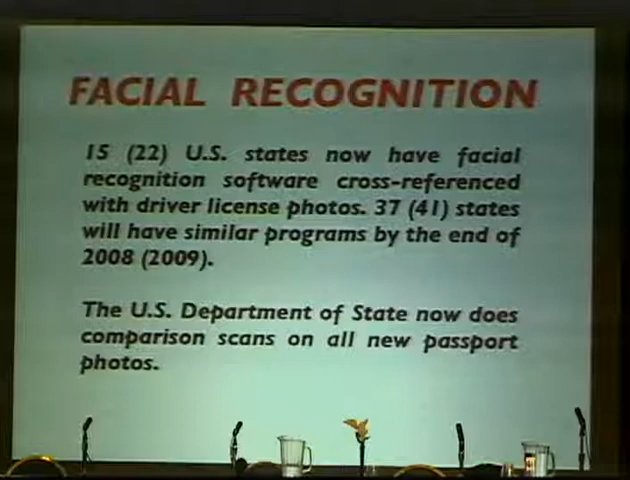 FACIAL RECOGNITION
15 (22) U.S. states now have facial
recognition software cross-referenced
with driver license photos. 37 (41) states
will have similar programs by the end of
2008 (2009).
The U.S. Department of State now does
comparison scans on all new passport
photos.